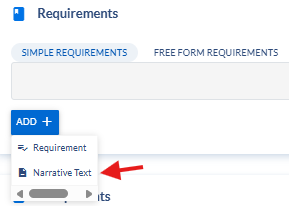 Requirements
SIMPLE REQUIREMENTS
FREE FORM REQUIREMENTS
ADD +
Requirement
Narrative Text